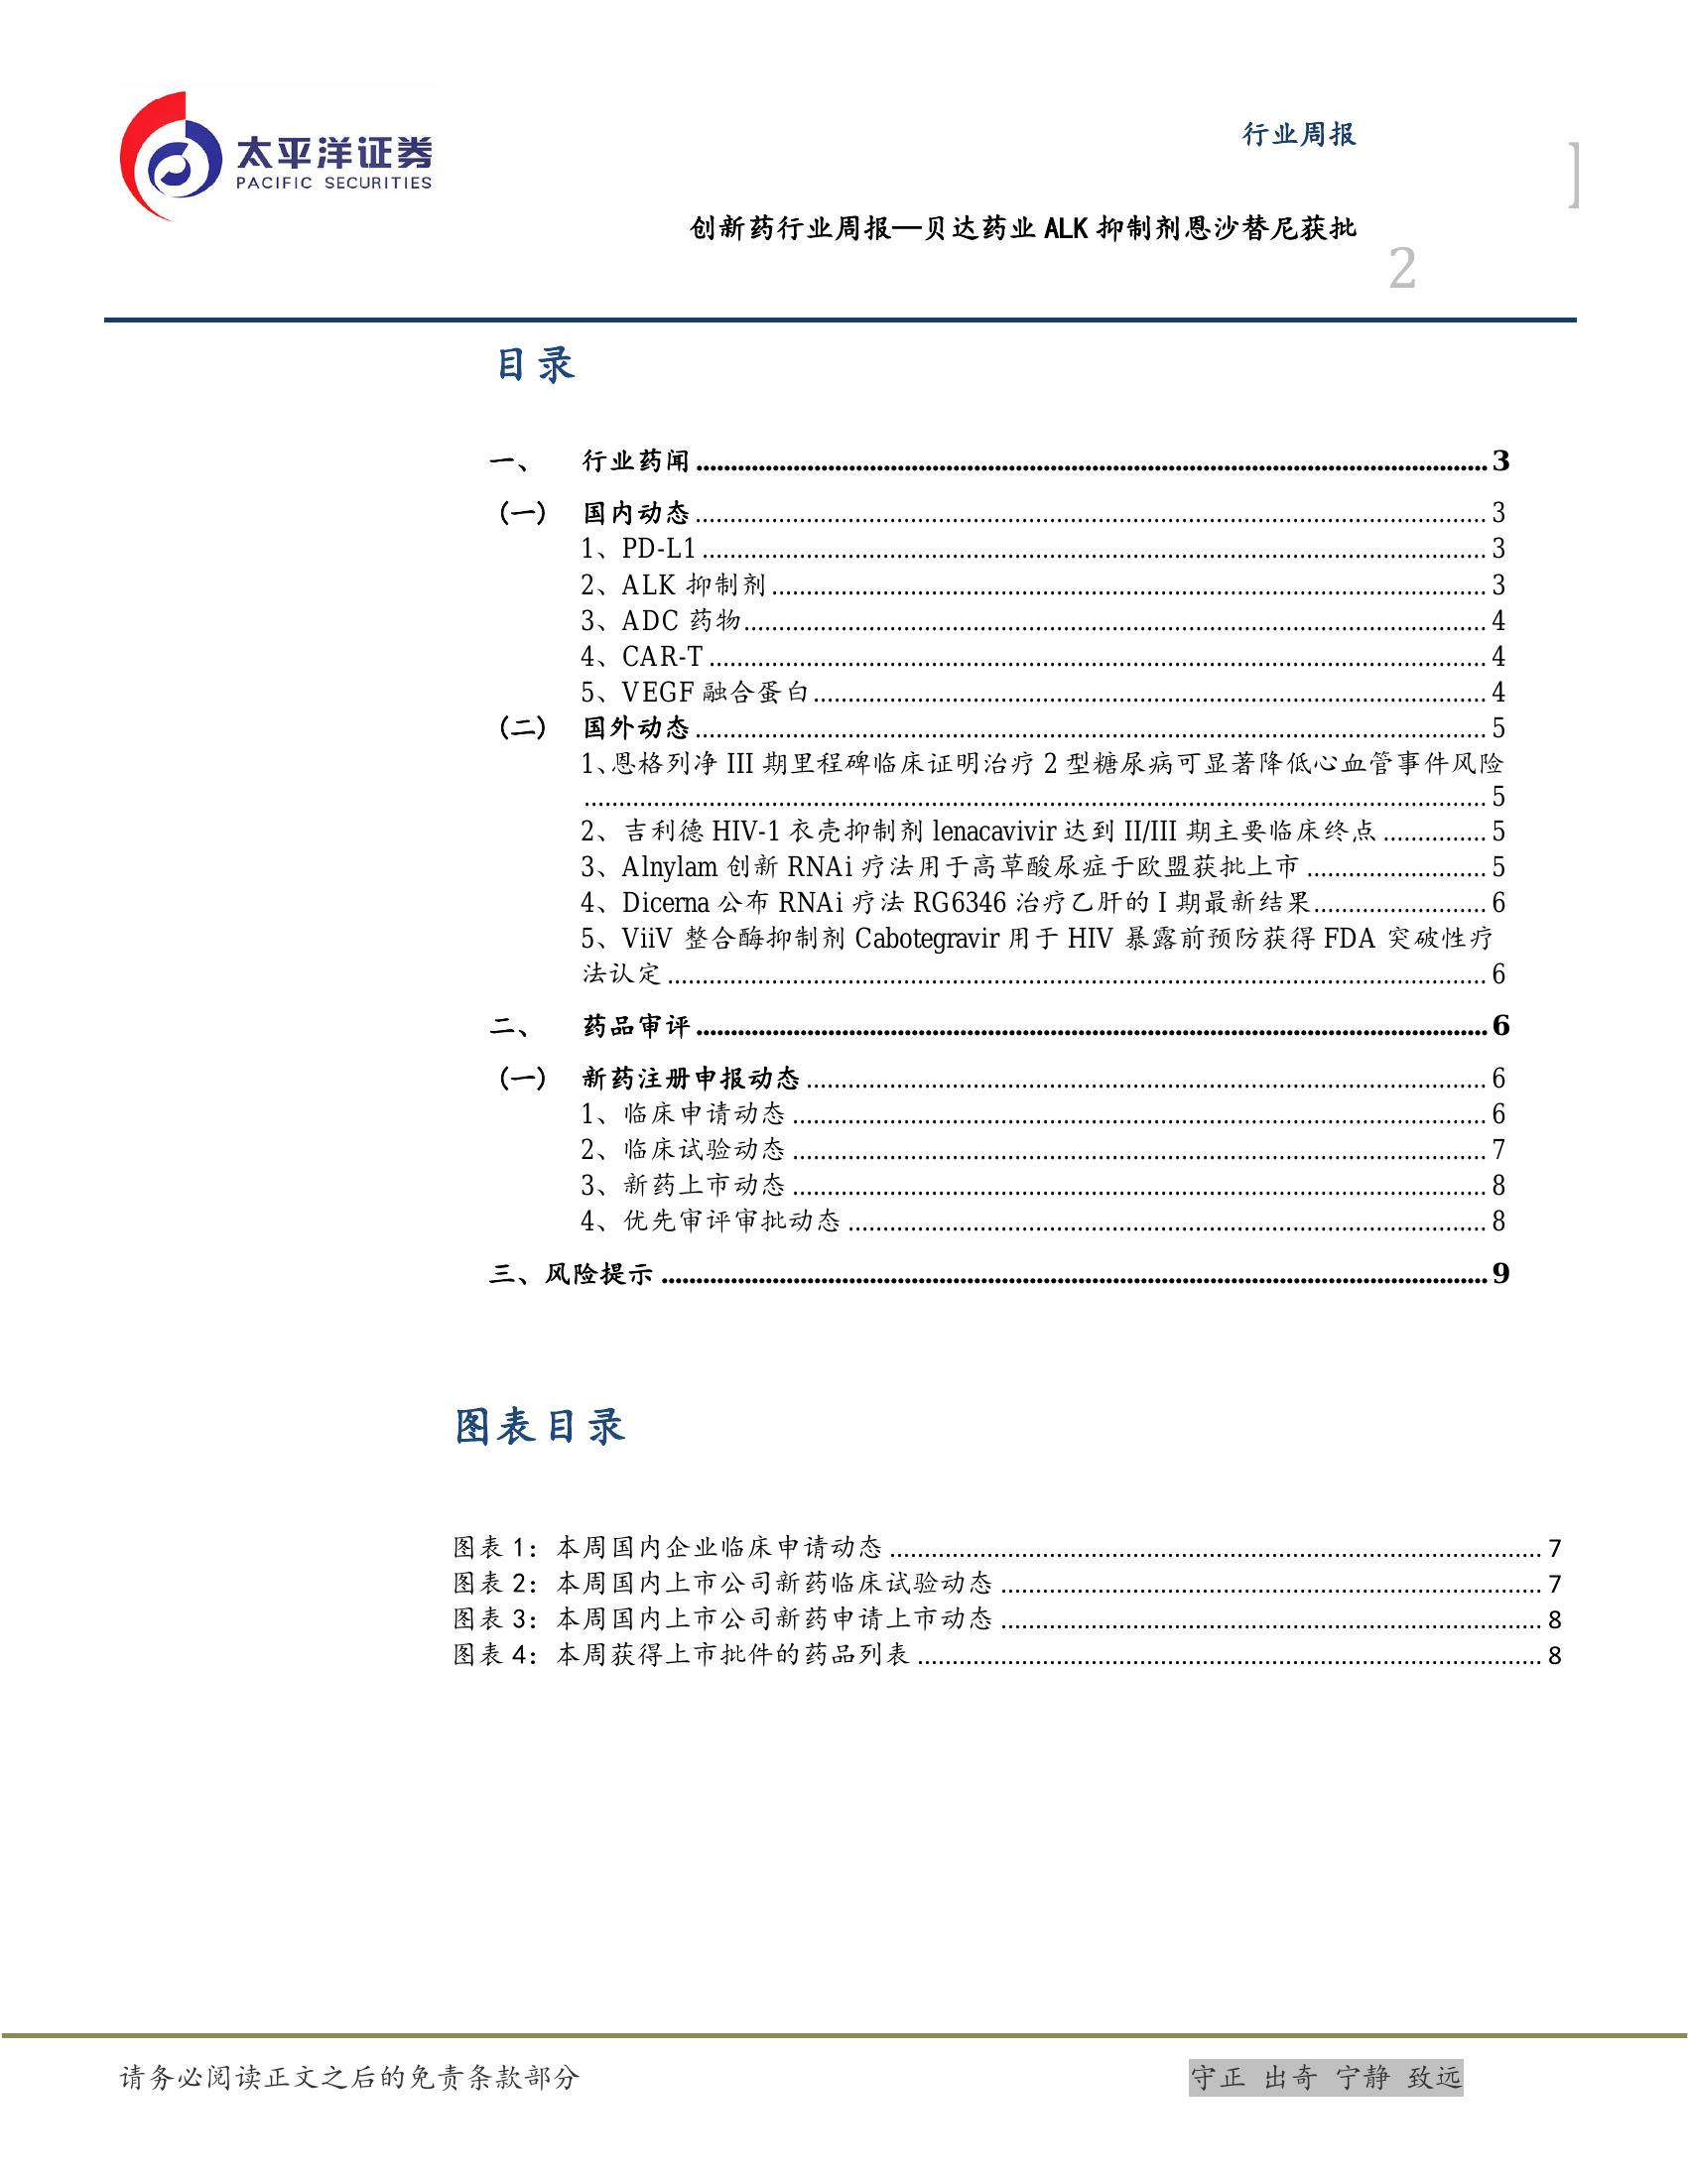 太平洋证券
PACIFIC SECURITIES
行业周报
创新药行业周报—贝达药业 ALK 抑制剂恩沙替尼获批
2
目录
一、 行业药闻 3
(一) 国内动态 3
1、PD-L1 3
2、ALK 抑制剂 3
3、ADC 药物 4
4、CAR-T 4
5、VEGF 融合蛋白 4
(二) 国外动态 5
1、恩格列净 III 期里程碑临床证明治疗 2 型糖尿病可显著降低心血管事件风险
5
2、吉利德 HIV-1 衣壳抑制剂 lenacavivir 达到 II/III 期主要临床终点 5
3、Alnylam 创新 RNAi 疗法用于高草酸尿症于欧盟获批上市 5
4、Dicerna 公布 RNAi 疗法 RG6346 治疗乙肝的 I 期最新结果 6
5、ViiV 整合酶抑制剂 Cabotegravir 用于 HIV 暴露前预防获得 FDA 突破性疗
法认定 6
二、 药品审评 6
(一) 新药注册申报动态 6
1、临床申请动态 6
2、临床试验动态 7
3、新药上市动态 8
4、优先审评审批动态 8
三、风险提示 9
图表目录
图表 1：本周国内企业临床申请动态 7
图表 2：本周国内上市公司新药临床试验动态 7
图表 3：本周国内上市公司新药申请上市动态 8
图表 4：本周获得上市批件的药品列表 8
请务必阅读正文之后的免责条款部分
守正 出奇 宁静 致远